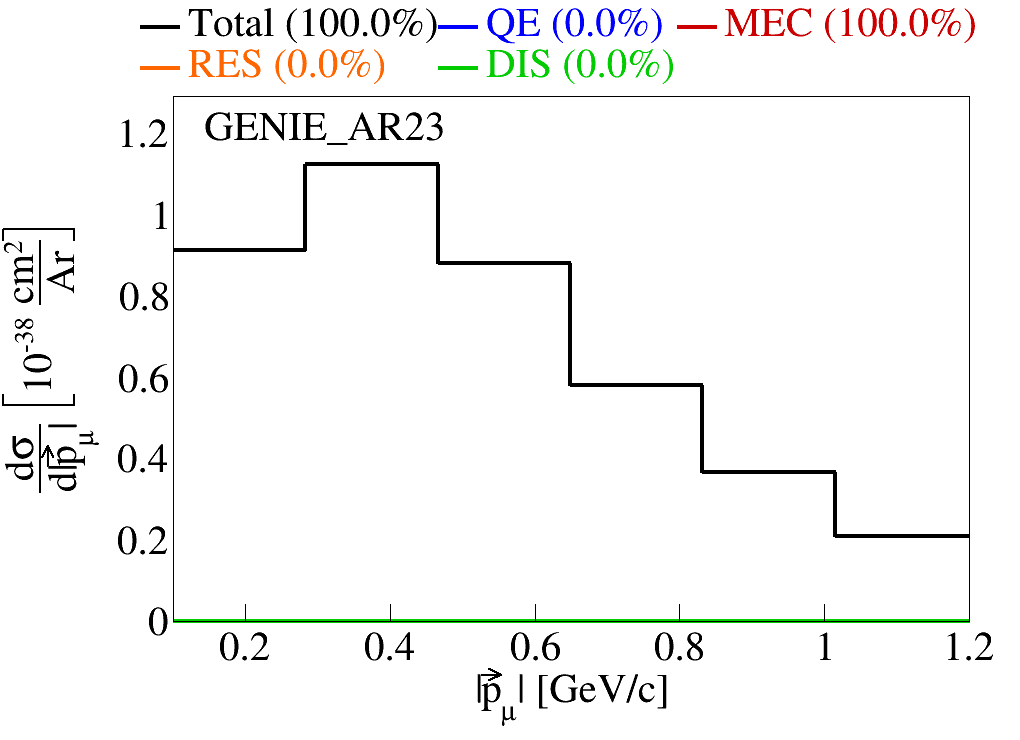 Total (100.0%) QE (0.0%) MEC (100.0%)
RES (0.0%) DIS (0.0%)
GENIE_AR23
1.2
1
0.8
0.6
0.4
0.2
0
dσ/d|p⃗μ| [10⁻³⁸ cm²/Ar]
0.2 0.4 0.6 0.8 1 1.2
|p⃗μ| [GeV/c]